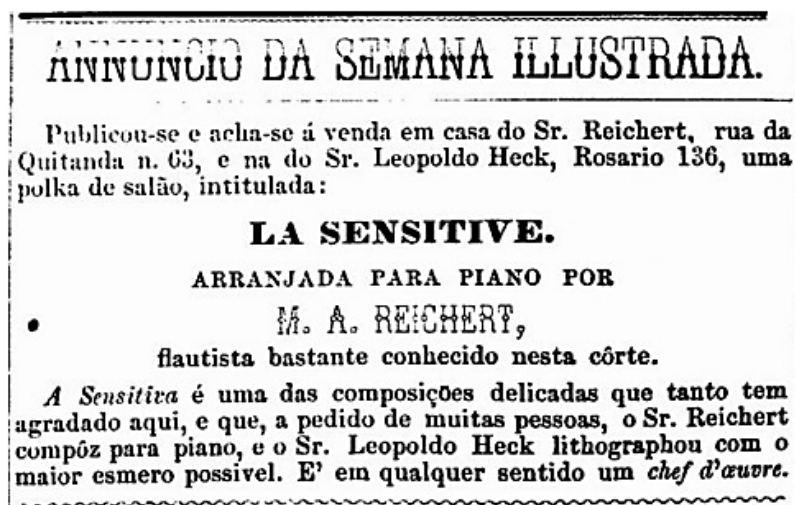 ANNUNCIO DA SEMANA ILLUSTRADA.
Publicou-se e acha-se á venda em casa do Sr. Reichert, rua da
Quitanda n. 63, e na do Sr. Leopoldo Heck, Rosario 136, uma
polka de salão, intitulada:
LA SENSITIVE.
ARRANJADA PARA PIANO POR
M. A. REICHERT,
flautista bastante conhecido nesta côrte.
A Sensitiva é uma das composições delicadas que tanto tem
agradado aqui, e que, a pedido de muitas pessoas, o Sr. Reichert
compôz para piano, e o Sr. Leopoldo Heck lithographou com o
maior esmero possivel. E' em qualquer sentido um chef d'œuvre.